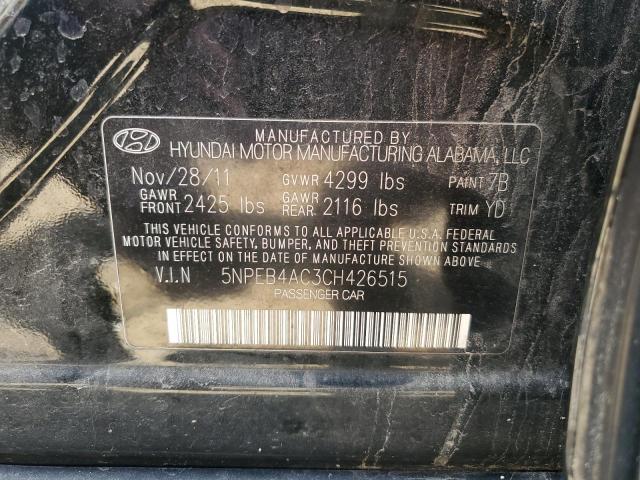 MANUFACTURED BY
HYUNDAI MOTOR MANUFACTURING ALABAMA, LLC
Nov/28/11 GVWR 4299 lbs PAINT 7B
GAWR FRONT 2425 lbs GAWR REAR 2116 lbs TRIM YD
THIS VEHICLE CONFORMS TO ALL APPLICABLE U.S.A. FEDERAL
MOTOR VEHICLE SAFETY, BUMPER, AND THEFT PREVENTION STANDARDS
IN EFFECT ON THE DATE OF MANUFACTURE SHOWN ABOVE.
V.I.N 5NPEB4AC3CH426515
PASSENGER CAR